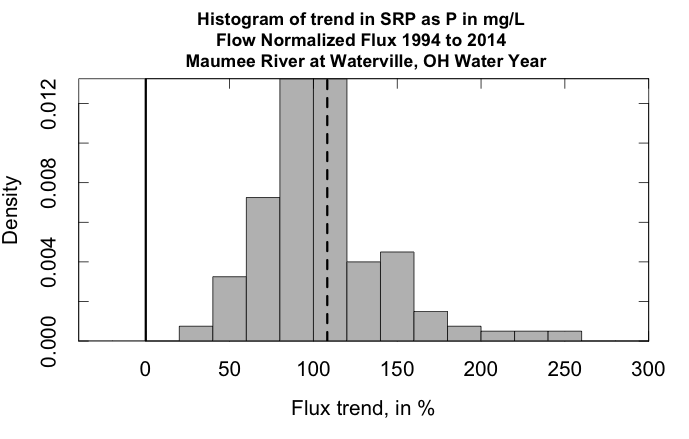 Histogram of trend in SRP as P in mg/L
Flow Normalized Flux 1994 to 2014
Maumee River at Waterville, OH Water Year
Density
0.012
0.008
0.004
0.000
0 50 100 150 200 250 300
Flux trend, in %